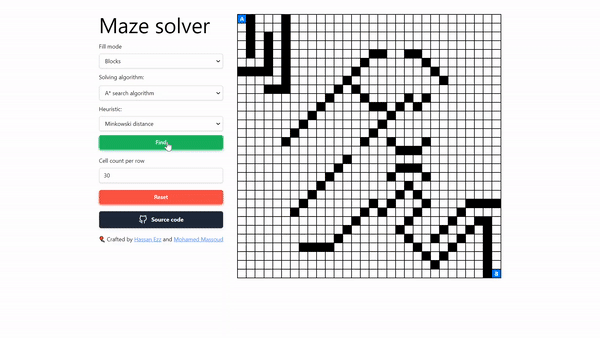 Maze solver
Fill mode
Blocks
Solving algorithm:
A* search algorithm
Heuristic:
Minkowski distance
Find
Cell count per row
30
Reset
Source code
Crafted by Hassan Ezz and Mohamed Massoud
A
B